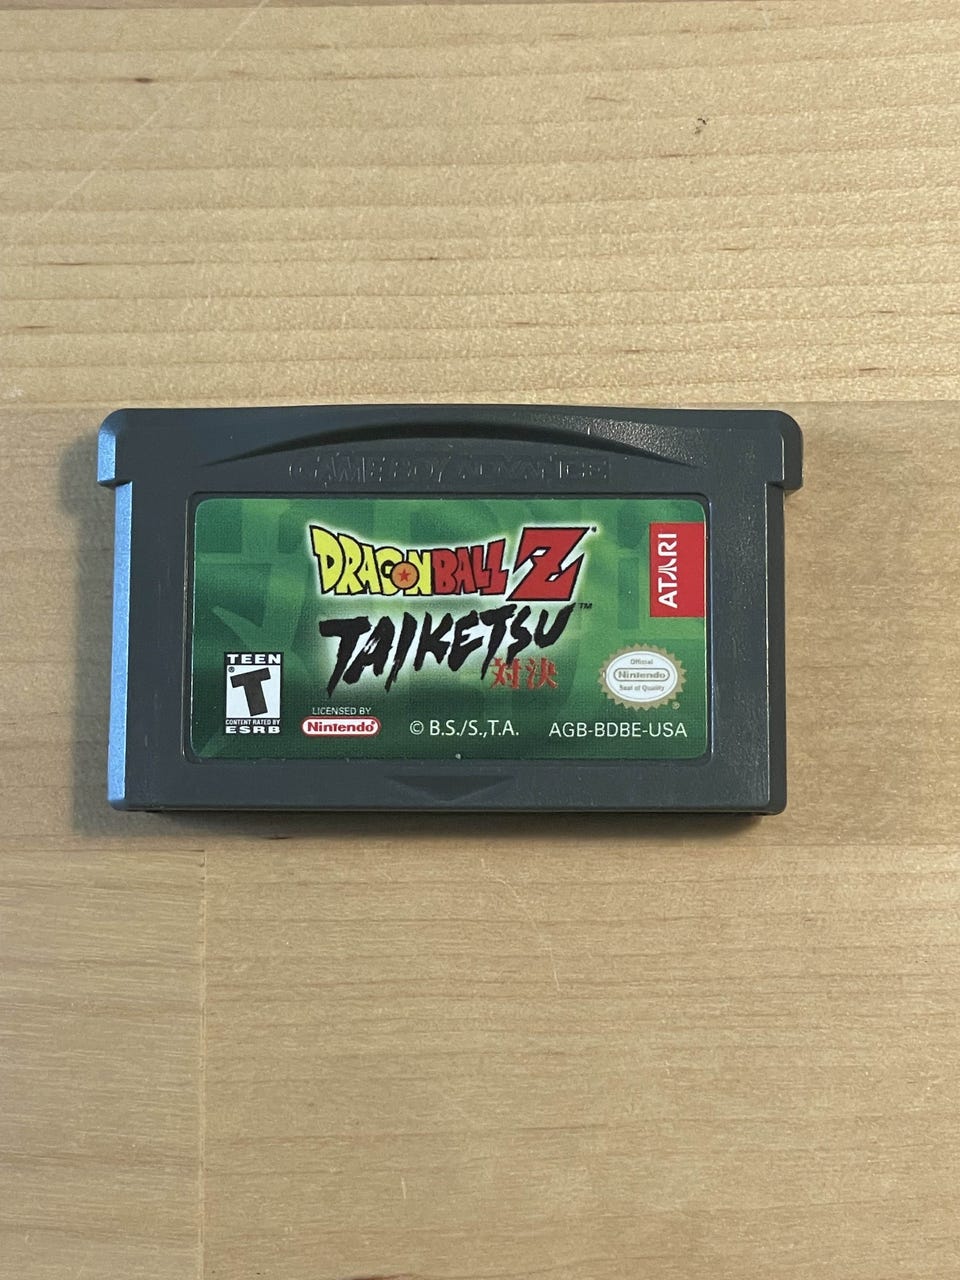 GAME BOY ADVANCE
DRAGON BALL Z
TAIKETSU™
対決
ATARI
TEEN
T
®
CONTENT RATED BY
ESRB
LICENSED BY
Nintendo®
© B.S./S.,T.A.
Official
Nintendo
Seal of Quality
®
AGB-BDBE-USA